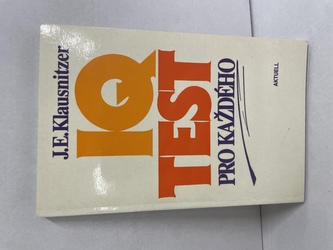 J.E.Klausnitzer
IQ
TEST
PRO KAŽDÉHO
AKTUELL